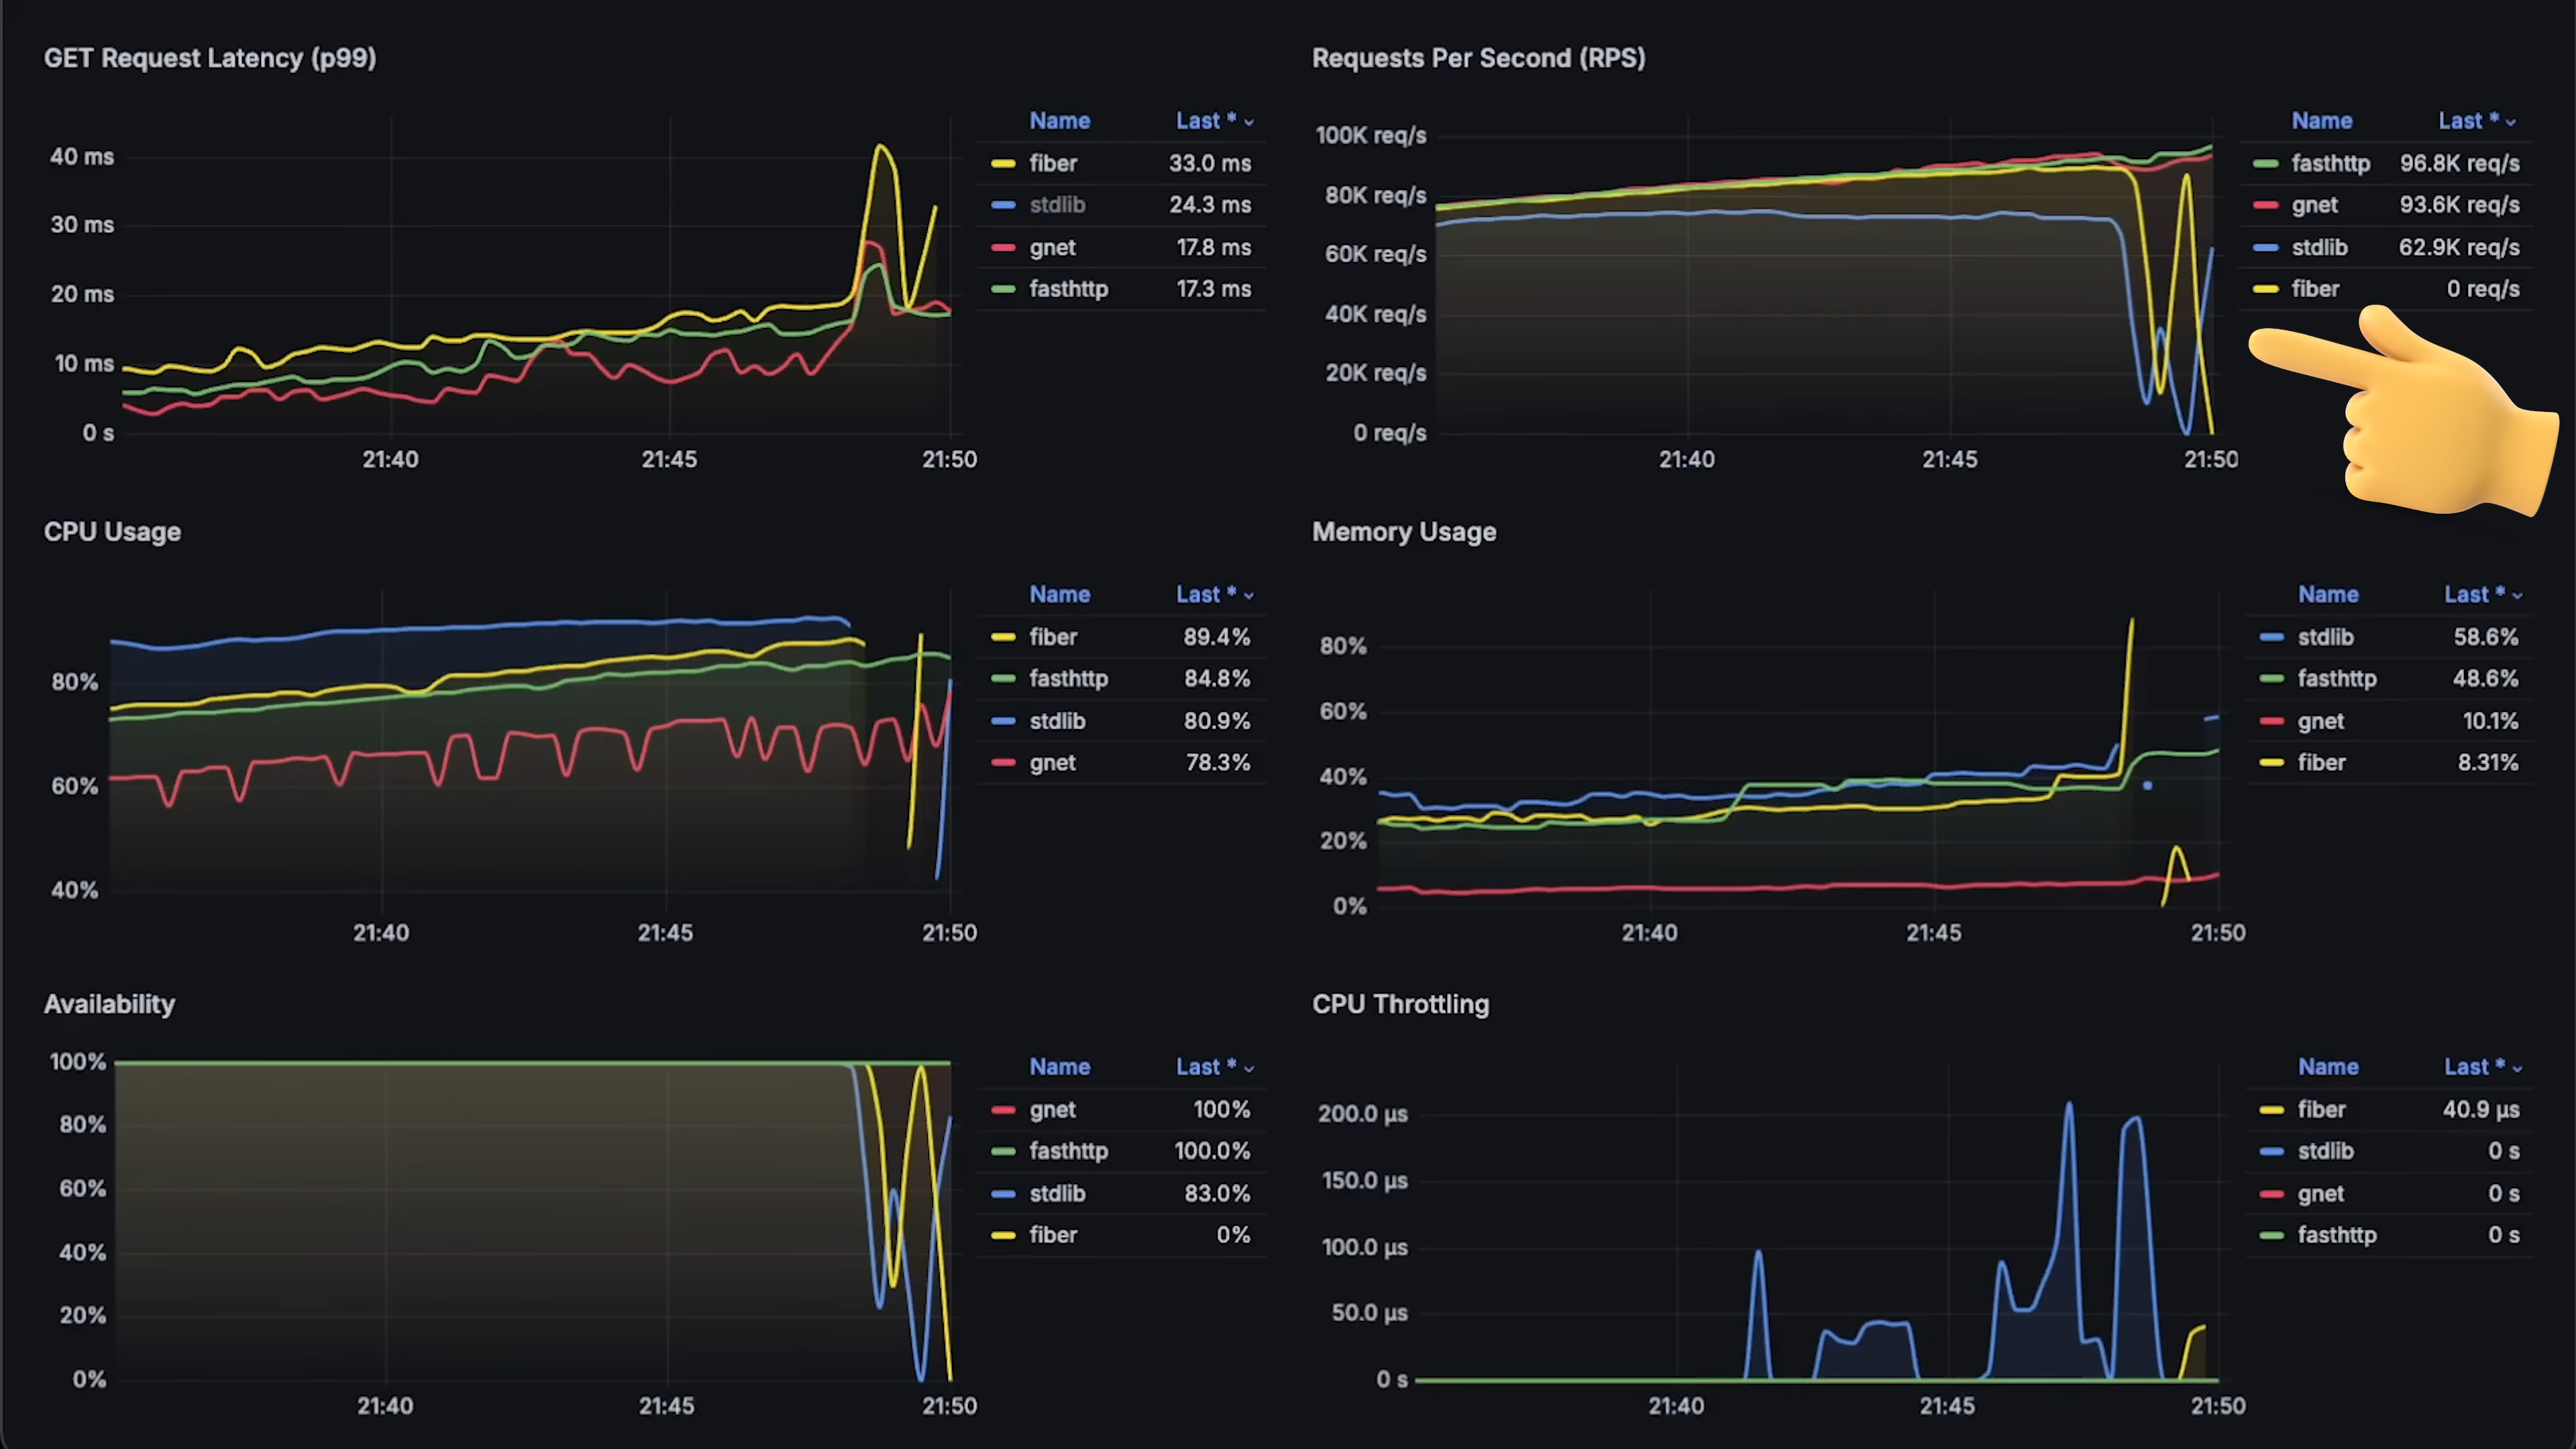 GET Request Latency (p99)
Name Last *
40 ms
30 ms
20 ms
10 ms
0 s
21:40 21:45 21:50
fiber 33.0 ms
stdlib 24.3 ms
gnet 17.8 ms
fasthttp 17.3 ms
Requests Per Second (RPS)
Name Last *
100K req/s
80K req/s
60K req/s
40K req/s
20K req/s
0 req/s
21:40 21:45 21:50
fasthttp 96.8K req/s
gnet 93.6K req/s
stdlib 62.9K req/s
fiber 0 req/s
CPU Usage
Name Last *
80%
60%
40%
21:40 21:45 21:50
fiber 89.4%
fasthttp 84.8%
stdlib 80.9%
gnet 78.3%
Memory Usage
Name Last *
80%
60%
40%
20%
0%
21:40 21:45 21:50
stdlib 58.6%
fasthttp 48.6%
gnet 10.1%
fiber 8.31%
Availability
Name Last *
100%
80%
60%
40%
20%
0%
21:40 21:45 21:50
gnet 100%
fasthttp 100.0%
stdlib 83.0%
fiber 0%
CPU Throttling
Name Last *
200.0 µs
150.0 µs
100.0 µs
50.0 µs
0 s
21:40 21:45 21:50
fiber 40.9 µs
stdlib 0 s
gnet 0 s
fasthttp 0 s